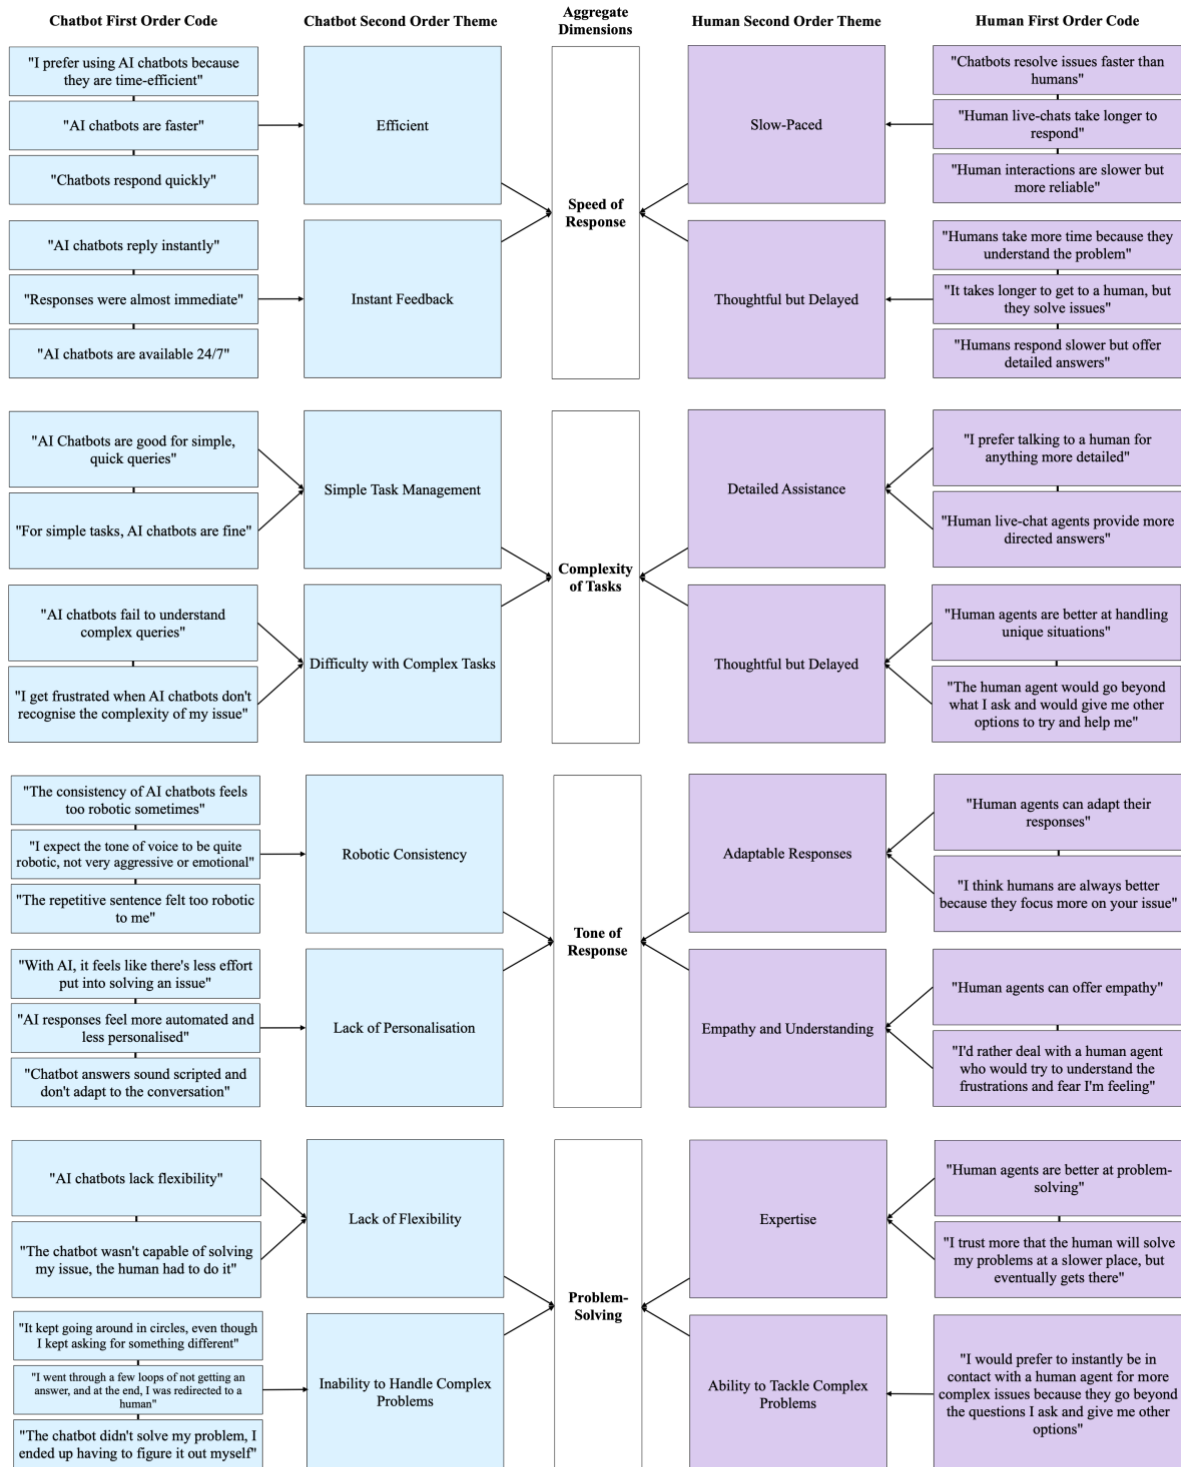 Chatbot First Order Code
Chatbot Second Order Theme
Aggregate
Dimensions
Human Second Order Theme
Human First Order Code
"I prefer using AI chatbots because
they are time-efficient"
"AI chatbots are faster"
"Chatbots respond quickly"
Efficient
"AI chatbots reply instantly"
"Responses were almost immediate"
"AI chatbots are available 24/7"
Instant Feedback
Speed of
Response
Slow-Paced
"Chatbots resolve issues faster than
humans"
"Human live-chats take longer to
respond"
"Human interactions are slower but
more reliable"
Thoughtful but Delayed
"Humans take more time because they
understand the problem"
"It takes longer to get to a human, but
they solve issues"
"Humans respond slower but offer
detailed answers"
"AI Chatbots are good for simple,
quick queries"
"For simple tasks, AI chatbots are fine"
Simple Task Management
"AI chatbots fail to understand
complex queries"
"I get frustrated when AI chatbots don't
recognise the complexity of my issue"
Difficulty with Complex Tasks
Complexity
of Tasks
Detailed Assistance
"I prefer talking to a human for
anything more detailed"
"Human live-chat agents provide more
directed answers"
Thoughtful but Delayed
"Human agents are better at handling
unique situations"
"The human agent would go beyond
what I ask and would give me other
options to try and help me"
"The consistency of AI chatbots feels
too robotic sometimes"
"I expect the tone of voice to be quite
robotic, not very aggressive or emotional"
"The repetitive sentence felt too robotic
to me"
Robotic Consistency
"With AI, it feels like there's less effort
put into solving an issue"
"AI responses feel more automated and
less personalised"
"Chatbot answers sound scripted and
don't adapt to the conversation"
Lack of Personalisation
Tone of
Response
Adaptable Responses
"Human agents can adapt their
responses"
"I think humans are always better
because they focus more on your issue"
Empathy and Understanding
"Human agents can offer empathy"
"I'd rather deal with a human agent
who would try to understand the
frustrations and fear I'm feeling"
"AI chatbots lack flexibility"
"The chatbot wasn't capable of solving
my issue, the human had to do it"
Lack of Flexibility
"It kept going around in circles, even though
I kept asking for something different"
"I went through a few loops of not getting an
answer, and at the end, I was redirected to a
human"
"The chatbot didn't solve my problem, I
ended up having to figure it out myself"
Inability to Handle Complex
Problems
Problem-
Solving
Expertise
"Human agents are better at problem-
solving"
"I trust more that the human will solve
my problems at a slower place, but
eventually gets there"
Ability to Tackle Complex
Problems
"I would prefer to instantly be in
contact with a human agent for more
complex issues because they go beyond
the questions I ask and give me other
options"